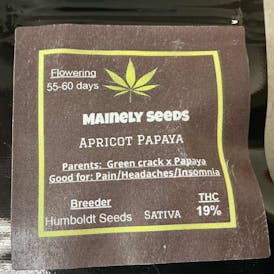 Flowering
55-60 days
Mainely Seeds
Apricot Papaya
Parents: Green crack x Papaya
Good for: Pain/Headaches/Insomnia
Breeder THC
Humboldt Seeds Sativa 19%